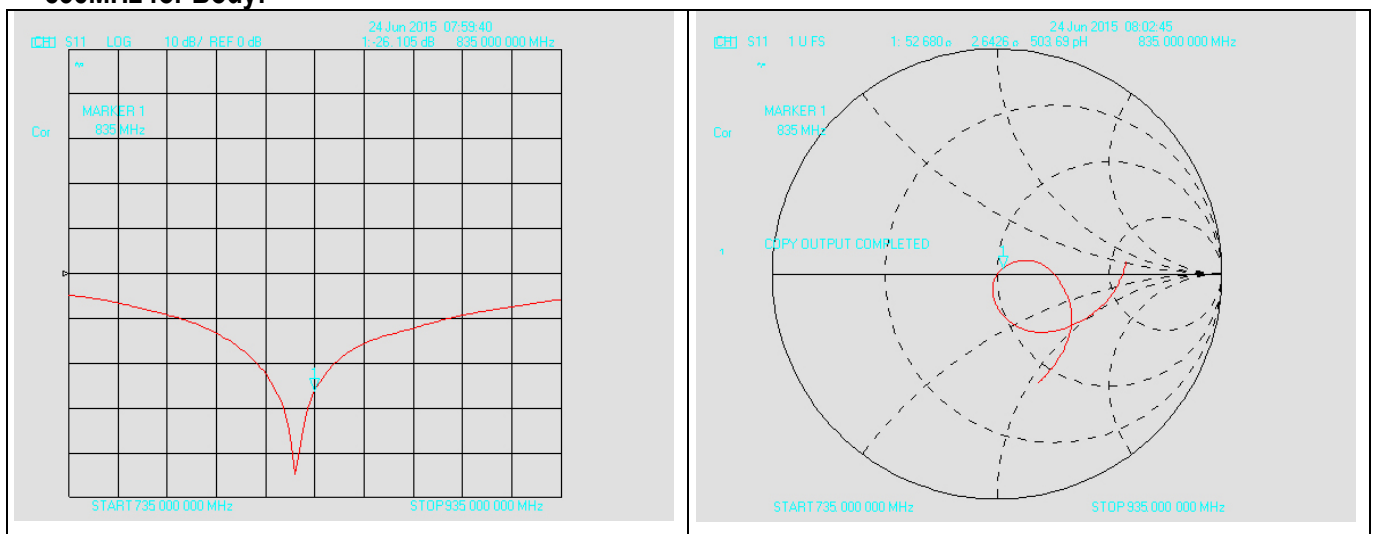 835MHz for Body:
24 Jun 2015 07:59:40
CH1 S11 LOG 10 dB/ REF 0 dB 1:-26.105 dB 835 000 000 MHz
MARKER 1
Cor 835 MHz
1
START 735 000 000 MHz STOP 935 000 000 MHz
24 Jun 2015 08:02:45
CH1 S11 1 U FS 1: 52 680 o 2.6426 o 503 69 pH 835 000 000 MHz
MARKER 1
Cor 835 MHz
COPY OUTPUT COMPLETED
1
1
START 735 000 000 MHz STOP 935 000 000 MHz